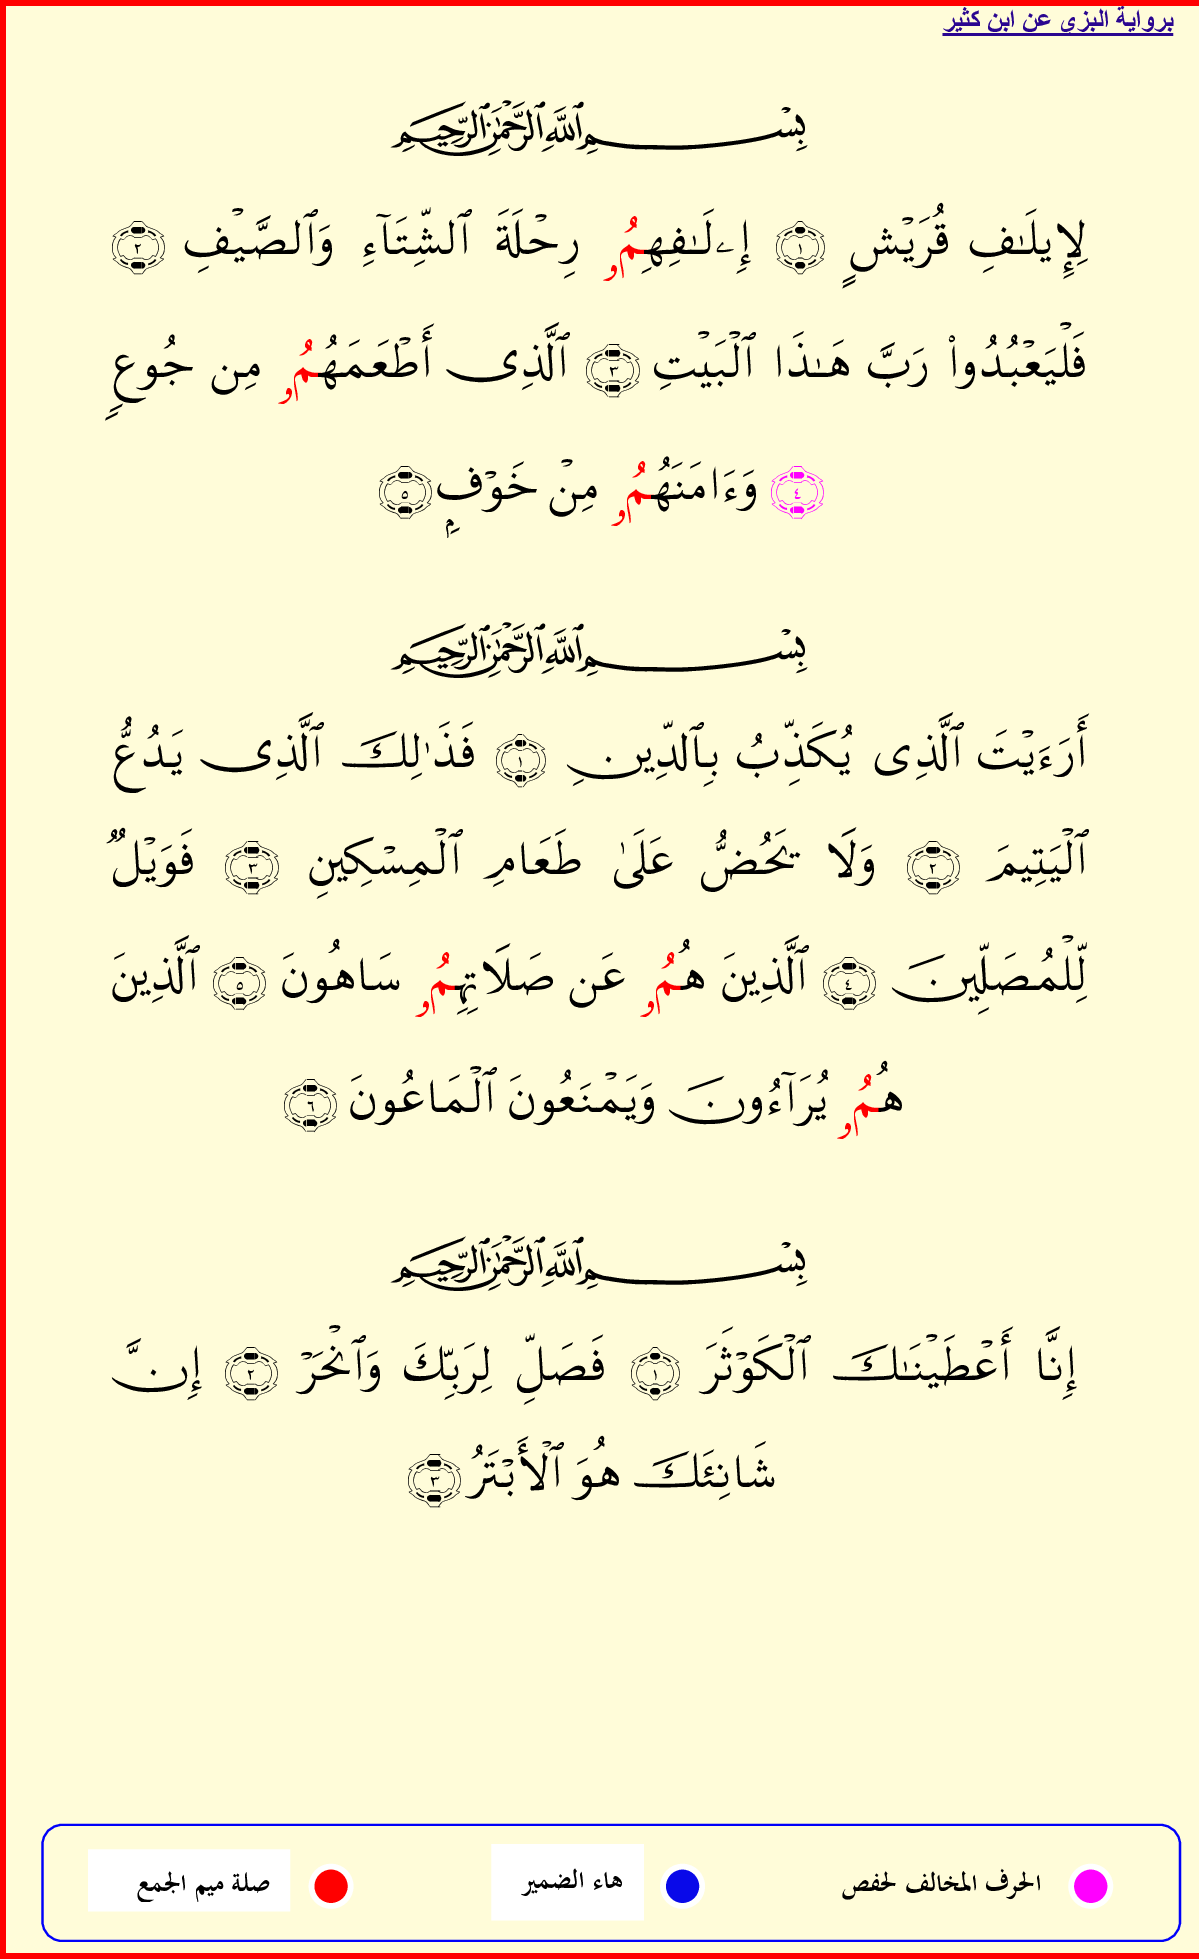 برواية البزى عن ابن كثير
بِسْمِ ٱللَّهِ ٱلرَّحْمَٰنِ ٱلرَّحِيمِ
لِإِيلَـٰفِ قُرَيْشٍ ١ إِۦلَـٰفِهِمُۥ رِحْلَةَ ٱلشِّتَآءِ وَٱلصَّيْفِ ٢
فَلْيَعْبُدُوا۟ رَبَّ هَـٰذَا ٱلْبَيْتِ ٣ ٱلَّذِى أَطْعَمَهُمُۥ مِن جُوعٍ
٤ وَءَامَنَهُمُۥ مِنْ خَوْفٍۭ ٥
بِسْمِ ٱللَّهِ ٱلرَّحْمَٰنِ ٱلرَّحِيمِ
أَرَءَيْتَ ٱلَّذِى يُكَذِّبُ بِٱلدِّينِ ١ فَذَٰلِكَ ٱلَّذِى يَدُعُّ
ٱلْيَتِيمَ ٢ وَلَا يَحُضُّ عَلَىٰ طَعَامِ ٱلْمِسْكِينِ ٣ فَوَيْلٌ
لِّلْمُصَلِّينَ ٤ ٱلَّذِينَ هُمُۥ عَن صَلَاتِهِمُۥ سَاهُونَ ٥ ٱلَّذِينَ
هُمُۥ يُرَآءُونَ وَيَمْنَعُونَ ٱلْمَاعُونَ ٦
بِسْمِ ٱللَّهِ ٱلرَّحْمَٰنِ ٱلرَّحِيمِ
إِنَّا أَعْطَيْنَـٰكَ ٱلْكَوْثَرَ ١ فَصَلِّ لِرَبِّكَ وَٱنْحَرْ ٢ إِنَّ
شَانِئَكَ هُوَ ٱلْأَبْتَرُ ٣
الحرف المخالف لحفص هاء الضمير صلة ميم الجمع